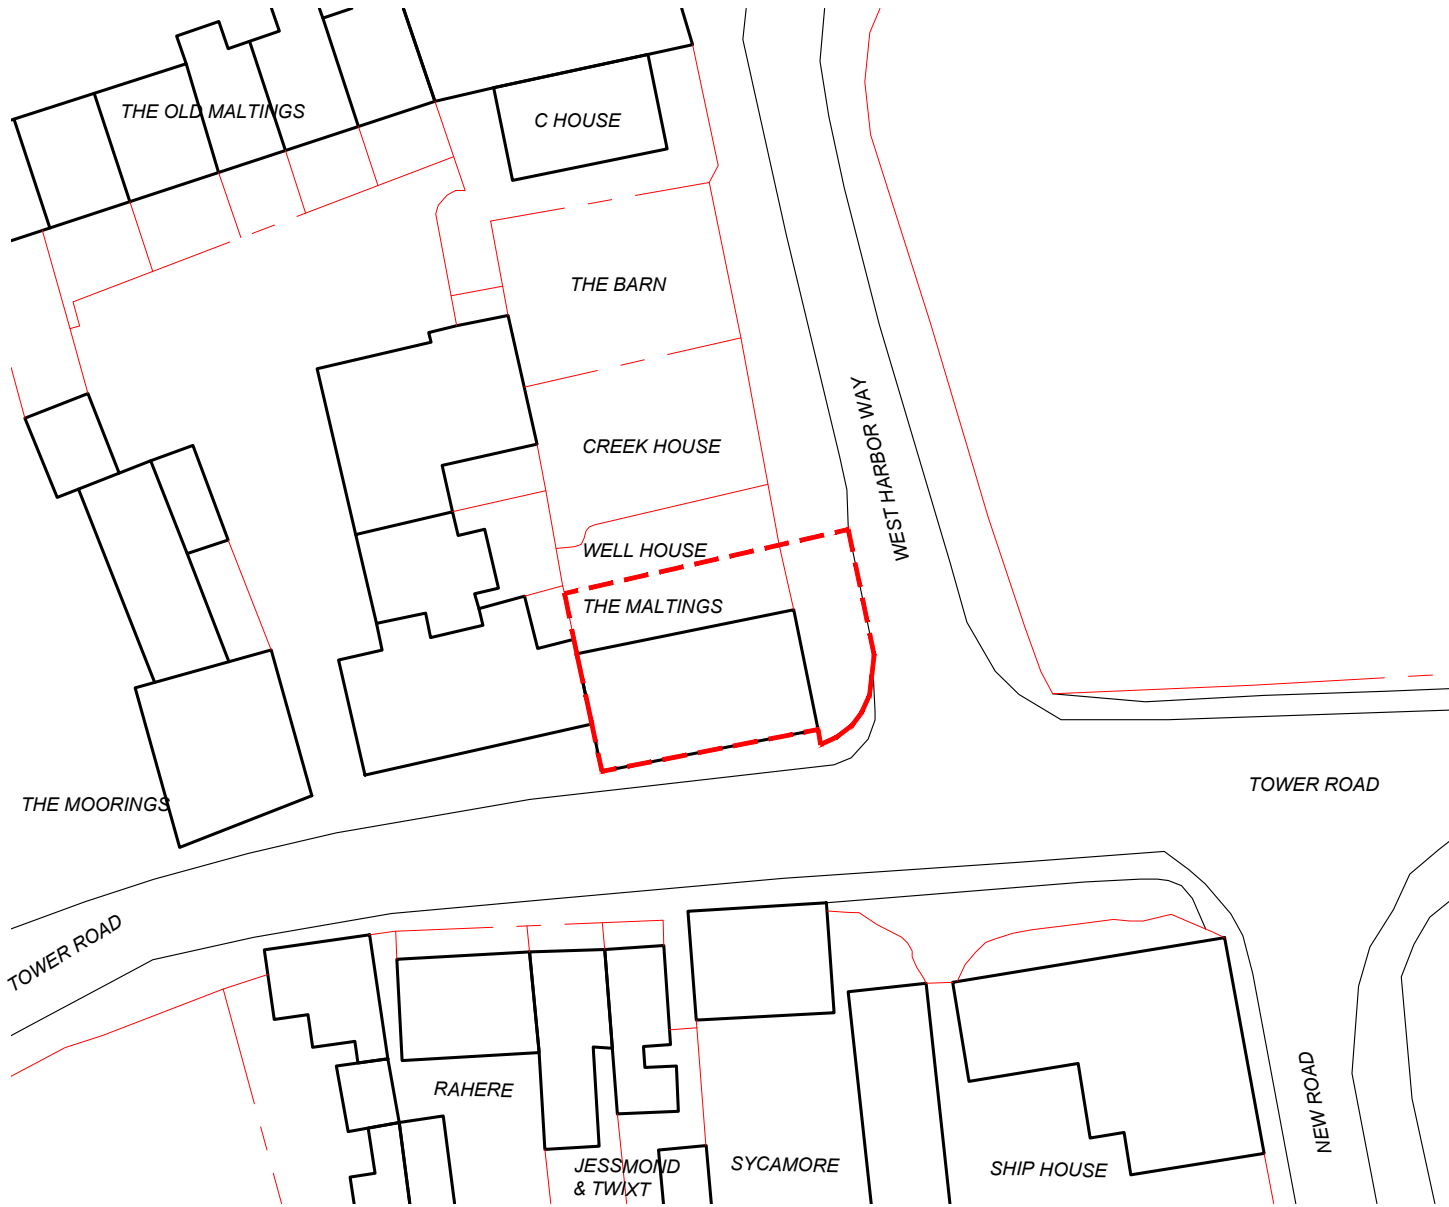 THE OLD MALTINGS
C HOUSE
THE BARN
WEST HARBOR WAY
CREEK HOUSE
WELL HOUSE
THE MALTINGS
TOWER ROAD
THE MOORINGS
TOWER ROAD
RAHERE
NEW ROAD
JESSMOND
& TWIXT
SYCAMORE
SHIP HOUSE